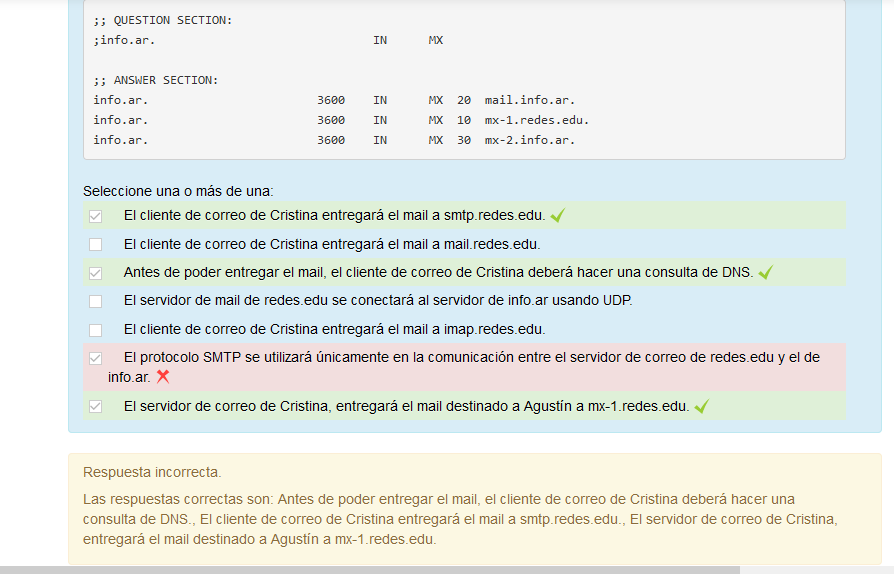 ;; QUESTION SECTION:
;info.ar. IN MX
;; ANSWER SECTION:
info.ar. 3600 IN MX 20 mail.info.ar.
info.ar. 3600 IN MX 10 mx-1.redes.edu.
info.ar. 3600 IN MX 30 mx-2.info.ar.
Seleccione una o más de una:
El cliente de correo de Cristina entregará el mail a smtp.redes.edu.
El cliente de correo de Cristina entregará el mail a mail.redes.edu.
Antes de poder entregar el mail, el cliente de correo de Cristina deberá hacer una consulta de DNS.
El servidor de mail de redes.edu se conectará al servidor de info.ar usando UDP.
El cliente de correo de Cristina entregará el mail a imap.redes.edu.
El protocolo SMTP se utilizará únicamente en la comunicación entre el servidor de correo de redes.edu y el de
info.ar.
El servidor de correo de Cristina, entregará el mail destinado a Agustín a mx-1.redes.edu.
Respuesta incorrecta.
Las respuestas correctas son: Antes de poder entregar el mail, el cliente de correo de Cristina deberá hacer una
consulta de DNS., El cliente de correo de Cristina entregará el mail a smtp.redes.edu., El servidor de correo de Cristina,
entregará el mail destinado a Agustín a mx-1.redes.edu.